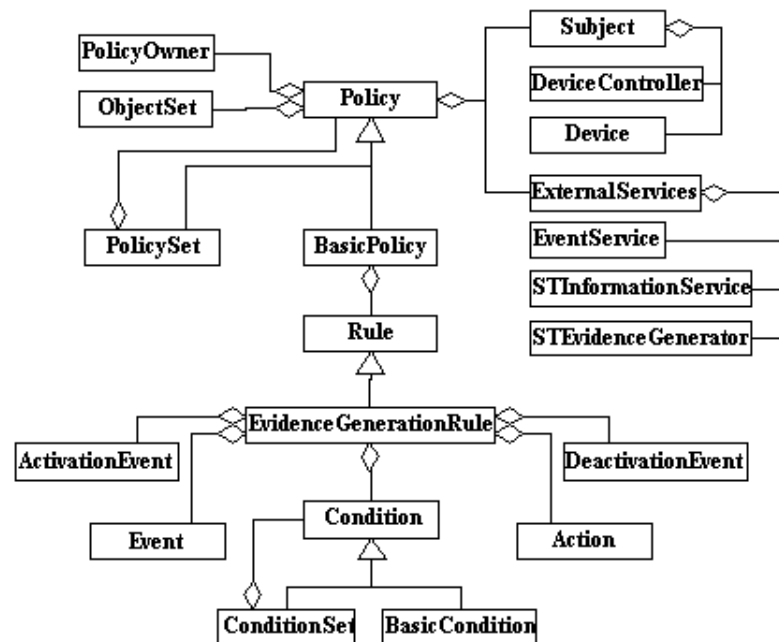 PolicyOwner
ObjectSet
Policy
Subject
DeviceController
Device
ExternalServices
PolicySet
BasicPolicy
EventService
STInformationService
Rule
STEvidenceGenerator
EvidenceGenerationRule
ActivationEvent
DeactivationEvent
Condition
Event
Action
ConditionSet
BasicCondition